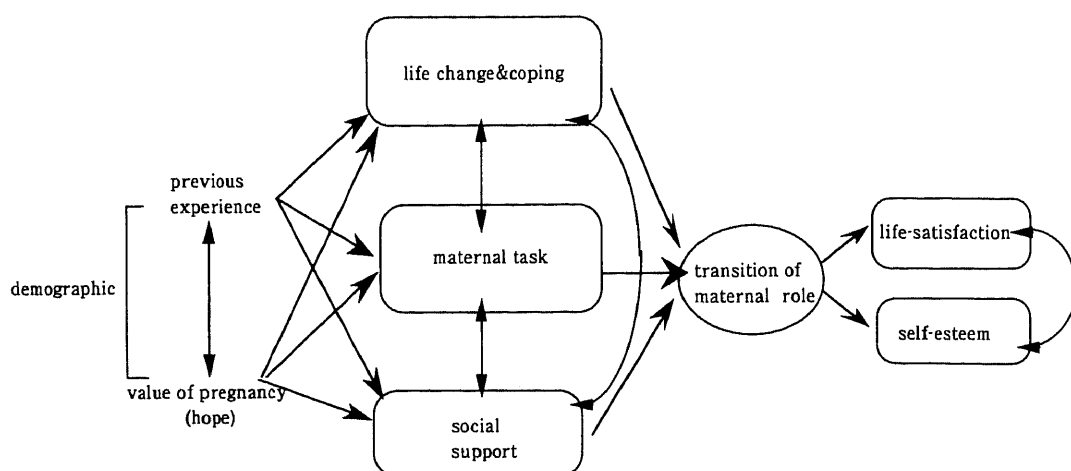 life change&coping
previous
experience
demographic
maternal task
value of pregnancy
(hope)
social
support
transition of
maternal role
life-satisfaction
self-esteem